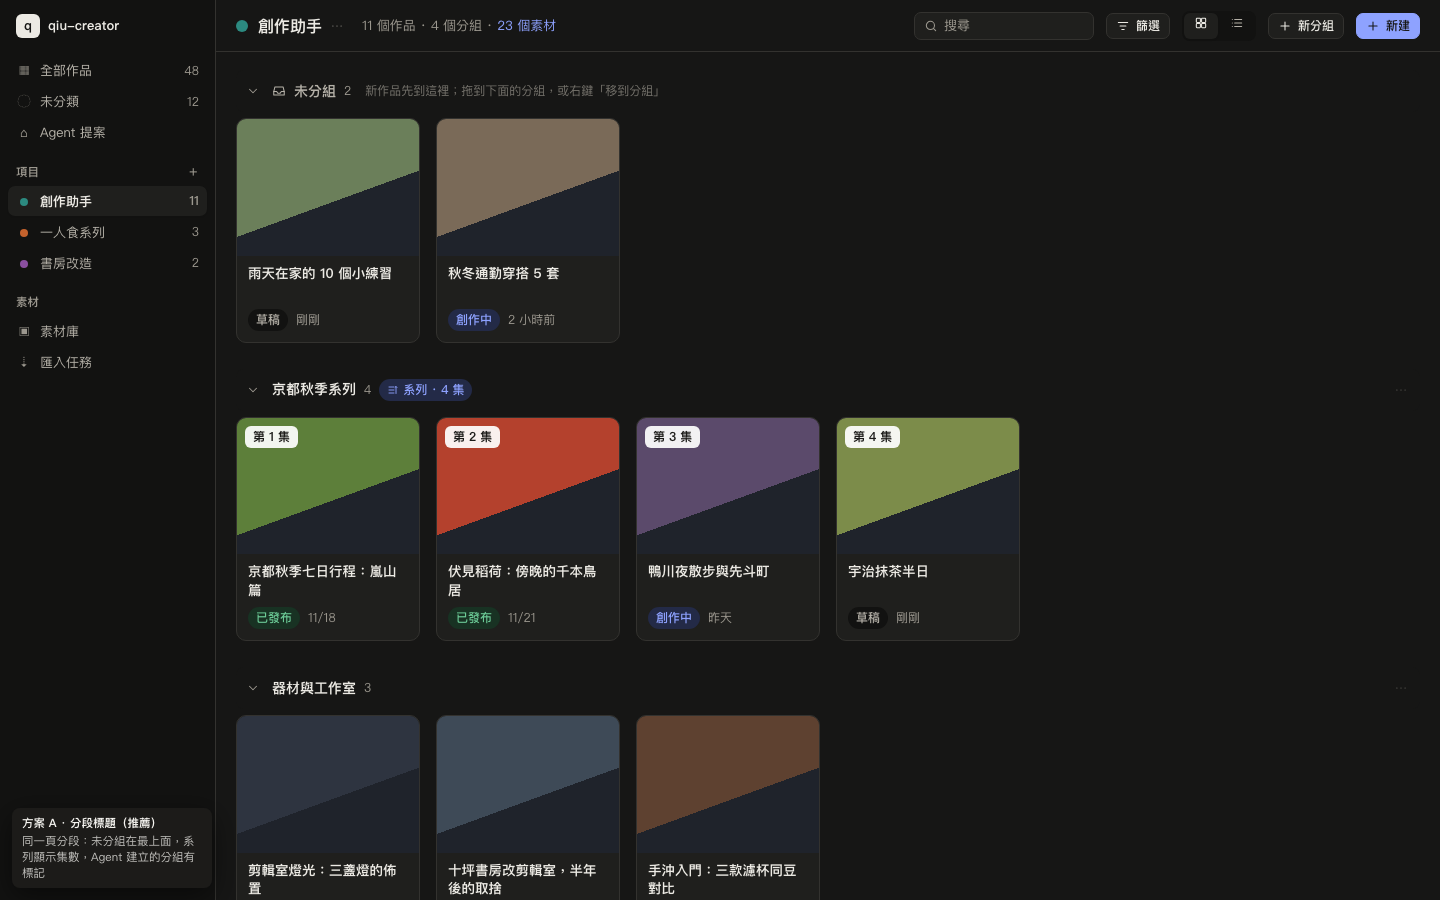 q qiu-creator
全部作品 48
未分類 12
Agent 提案
項目 +
創作助手 11
一人食系列 3
書房改造 2
素材
素材庫
匯入任務
方案 A · 分段標題（推薦）
同一頁分段：未分組在最上面，系
列顯示集數，Agent 建立的分組有
標記
創作助手 ··· 11 個作品 · 4 個分組 · 23 個素材
搜尋
篩選
+ 新分組
+ 新建
未分組 2 新作品先到這裡；拖到下面的分組，或右鍵「移到分組」
雨天在家的 10 個小練習
草稿 剛剛
秋冬通勤穿搭 5 套
創作中 2 小時前
京都秋季系列 4 系列 · 4 集 ···
第 1 集
京都秋季七日行程：嵐山
篇
已發布 11/18
第 2 集
伏見稻荷：傍晚的千本鳥
居
已發布 11/21
第 3 集
鴨川夜散步與先斗町
創作中 昨天
第 4 集
宇治抹茶半日
草稿 剛剛
器材與工作室 3 ···
剪輯室燈光：三盞燈的佈
置
十坪書房改剪輯室，半年
後的取捨
手沖入門：三款濾杯同豆
對比